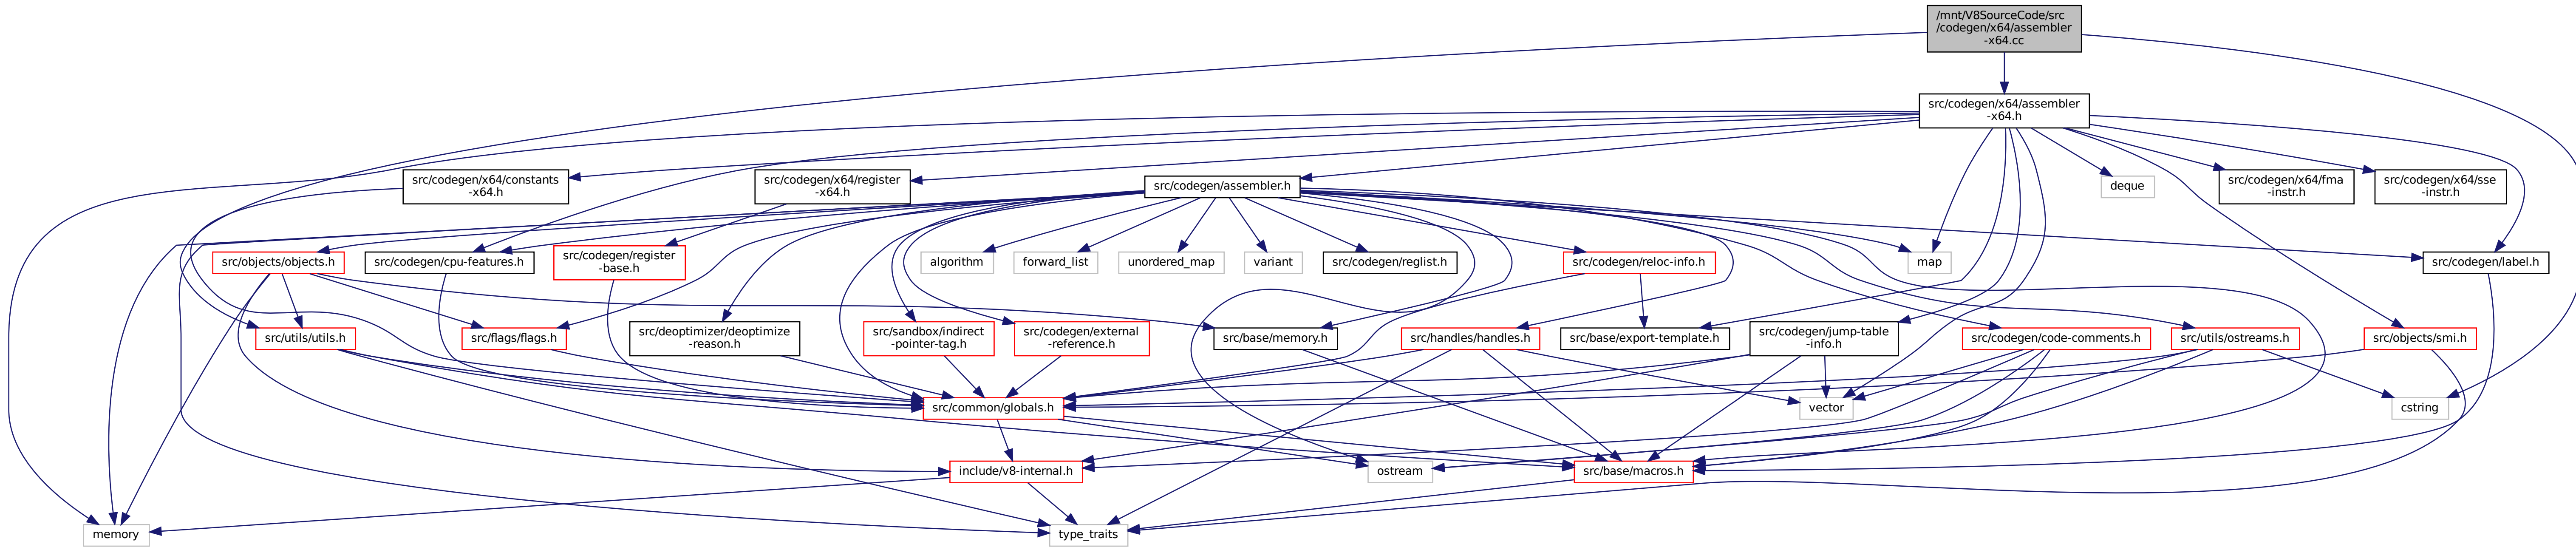 /mnt/V8SourceCode/src
/codegen/x64/assembler
-x64.cc
src/codegen/x64/assembler
-x64.h
src/codegen/x64/constants
-x64.h
src/codegen/x64/register
-x64.h
src/codegen/assembler.h
deque
src/codegen/x64/fma
-instr.h
src/codegen/x64/sse
-instr.h
src/objects/objects.h
src/codegen/cpu-features.h
src/codegen/register
-base.h
algorithm
forward_list
unordered_map
variant
src/codegen/reglist.h
src/codegen/reloc-info.h
map
src/codegen/label.h
src/utils/utils.h
src/flags/flags.h
src/deoptimizer/deoptimize
-reason.h
src/sandbox/indirect
-pointer-tag.h
src/codegen/external
-reference.h
src/base/memory.h
src/handles/handles.h
src/base/export-template.h
src/codegen/jump-table
-info.h
src/codegen/code-comments.h
src/utils/ostreams.h
src/objects/smi.h
src/common/globals.h
vector
cstring
include/v8-internal.h
ostream
src/base/macros.h
memory
type_traits